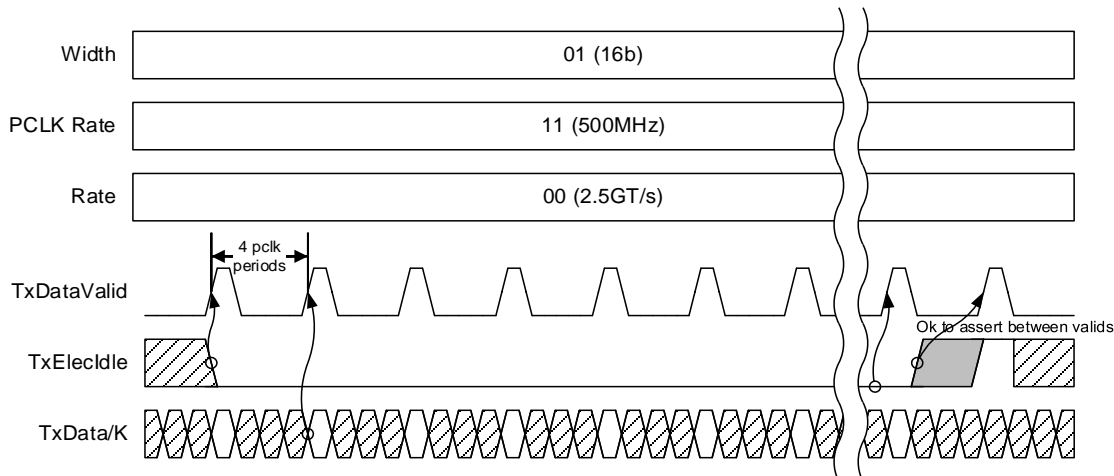 Width
01 (16b)
PCLK Rate
11 (500MHz)
Rate
00 (2.5GT/s)
4 pclk
periods
TxDataValid
Ok to assert between valids
TxElecIdle
TxData/K